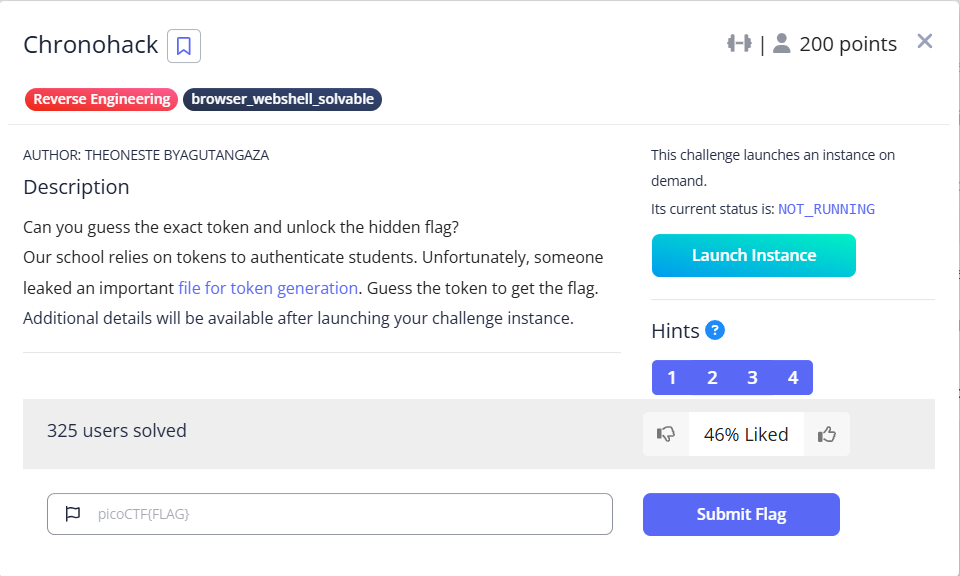 Chronohack
| 200 points
Reverse Engineering browser_webshell_solvable
AUTHOR: THEONESTE BYAGUTANGAZA
Description
Can you guess the exact token and unlock the hidden flag?
Our school relies on tokens to authenticate students. Unfortunately, someone
leaked an important file for token generation. Guess the token to get the flag.
Additional details will be available after launching your challenge instance.
This challenge launches an instance on
demand.
Its current status is: NOT_RUNNING
Launch Instance
Hints ?
1 2 3 4
325 users solved
46% Liked
picoCTF{FLAG}
Submit Flag